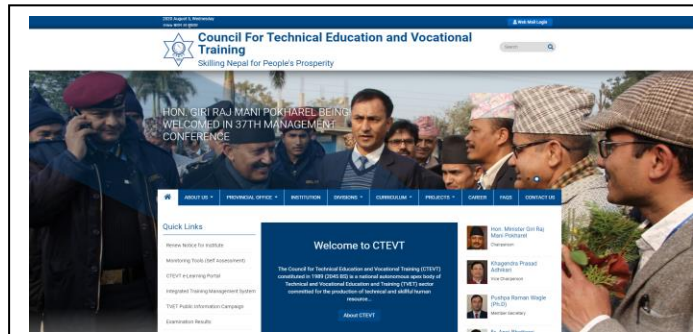 2020 August 5, Wednesday
Web Mail Login
Council For Technical Education and Vocational
Training
Skilling Nepal for People's Prosperity
Search
HON. GIRI RAJ MANI POKHAREL BEING
WELCOMED IN 37TH MANAGEMENT
CONFERENCE
ABOUT US
PROVINCIAL OFFICE
INSTITUTION
DIVISIONS
CURRICULUM
PROJECTS
CAREER
FAQS
CONTACT US
Quick Links
Renew Notice For Institute
Monitoring Tools (Self Assessment)
CTEVT e-Learning Portal
Integrated Training Management System
TVET Public Information Campaign
Examination Results
Welcome to CTEVT
The Council for Technical Education and Vocational Training (CTEVT)
constituted in 1989 (2045 BS) is a national autonomous apex body of
Technical and Vocational Education and Training (TVET) sector
committed for the production of technical and skillful human
resource...
About CTEVT
Hon. Minister Giri Raj
Mani Pokharel
Chairperson
Khagendra Prasad
Adhikari
Vice Chairperson
Pushpa Raman Wagle
(Ph.D)
Member Secretary